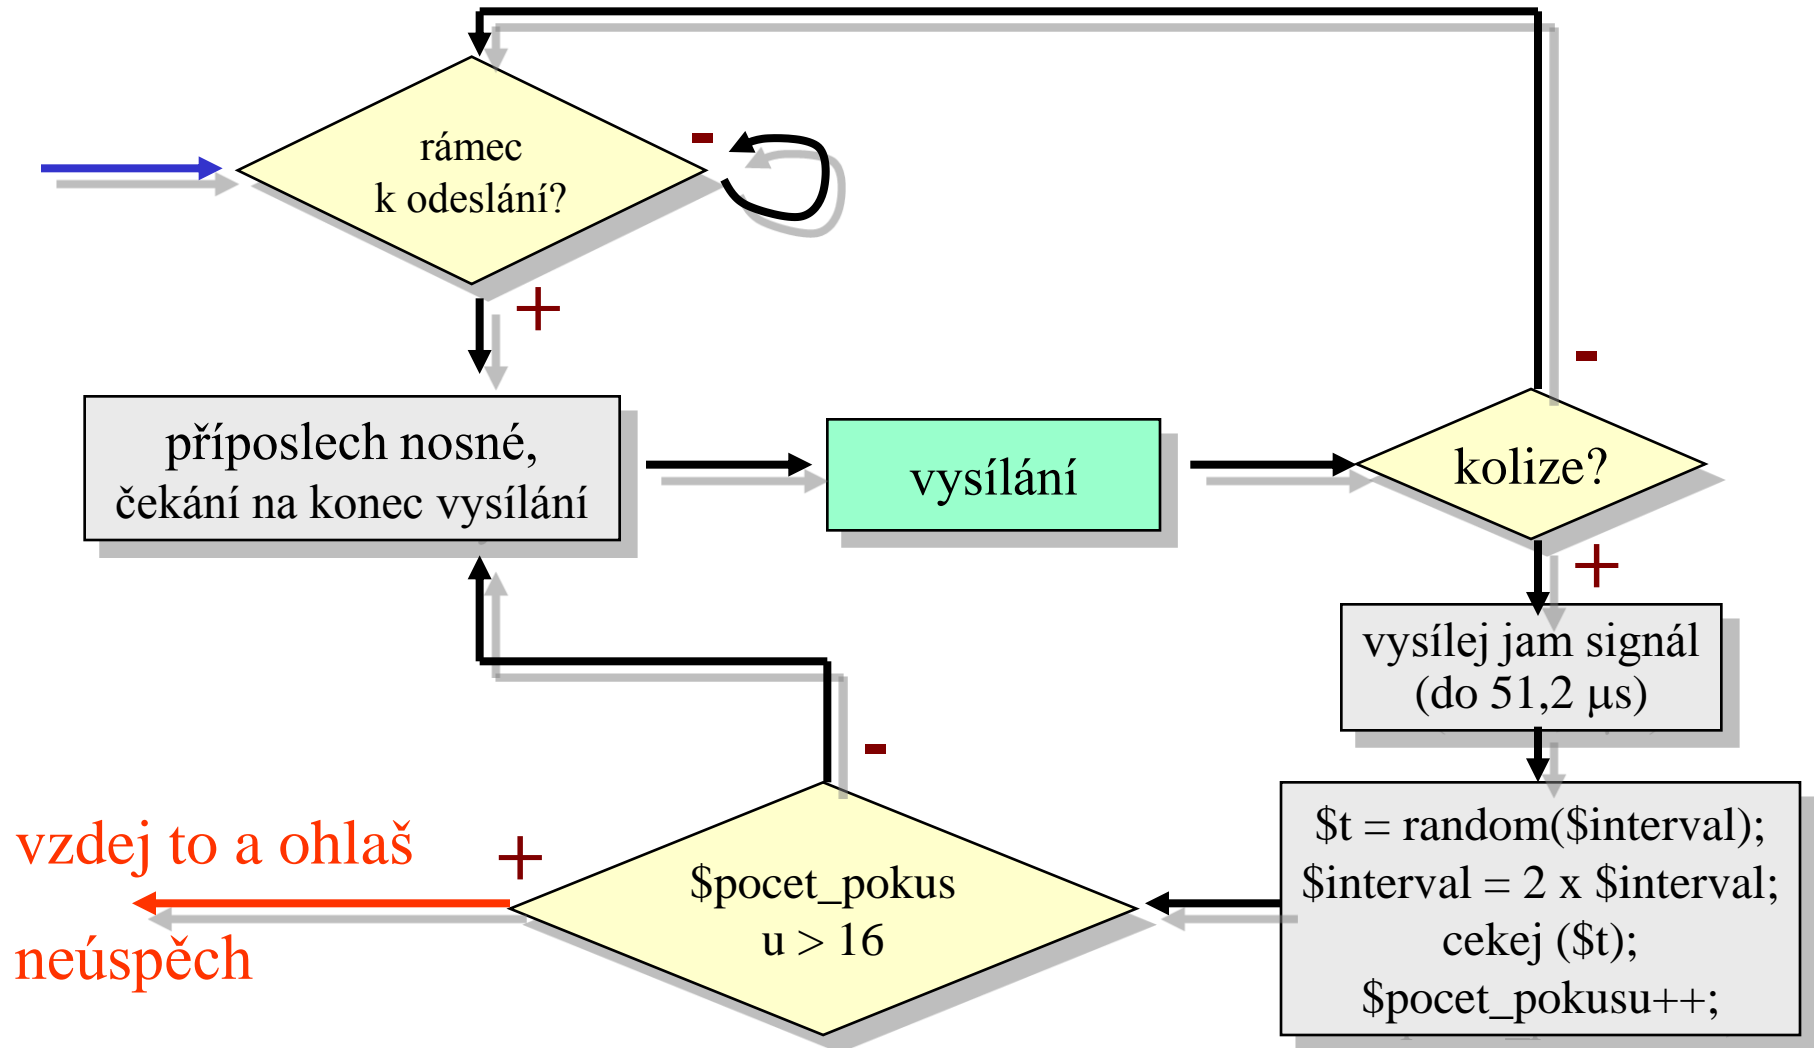 rámec
k odeslání?
-
+
příposlech nosné,
čekání na konec vysílání
vysílání
kolize?
-
+
vysílej jam signál
(do 51,2 μs)
$t = random($interval);
$interval = 2 x $interval;
cekej ($t);
$pocet_pokusu++;
$pocet_pokus
u > 16
-
+
vzdej to a ohlaš
neúspěch